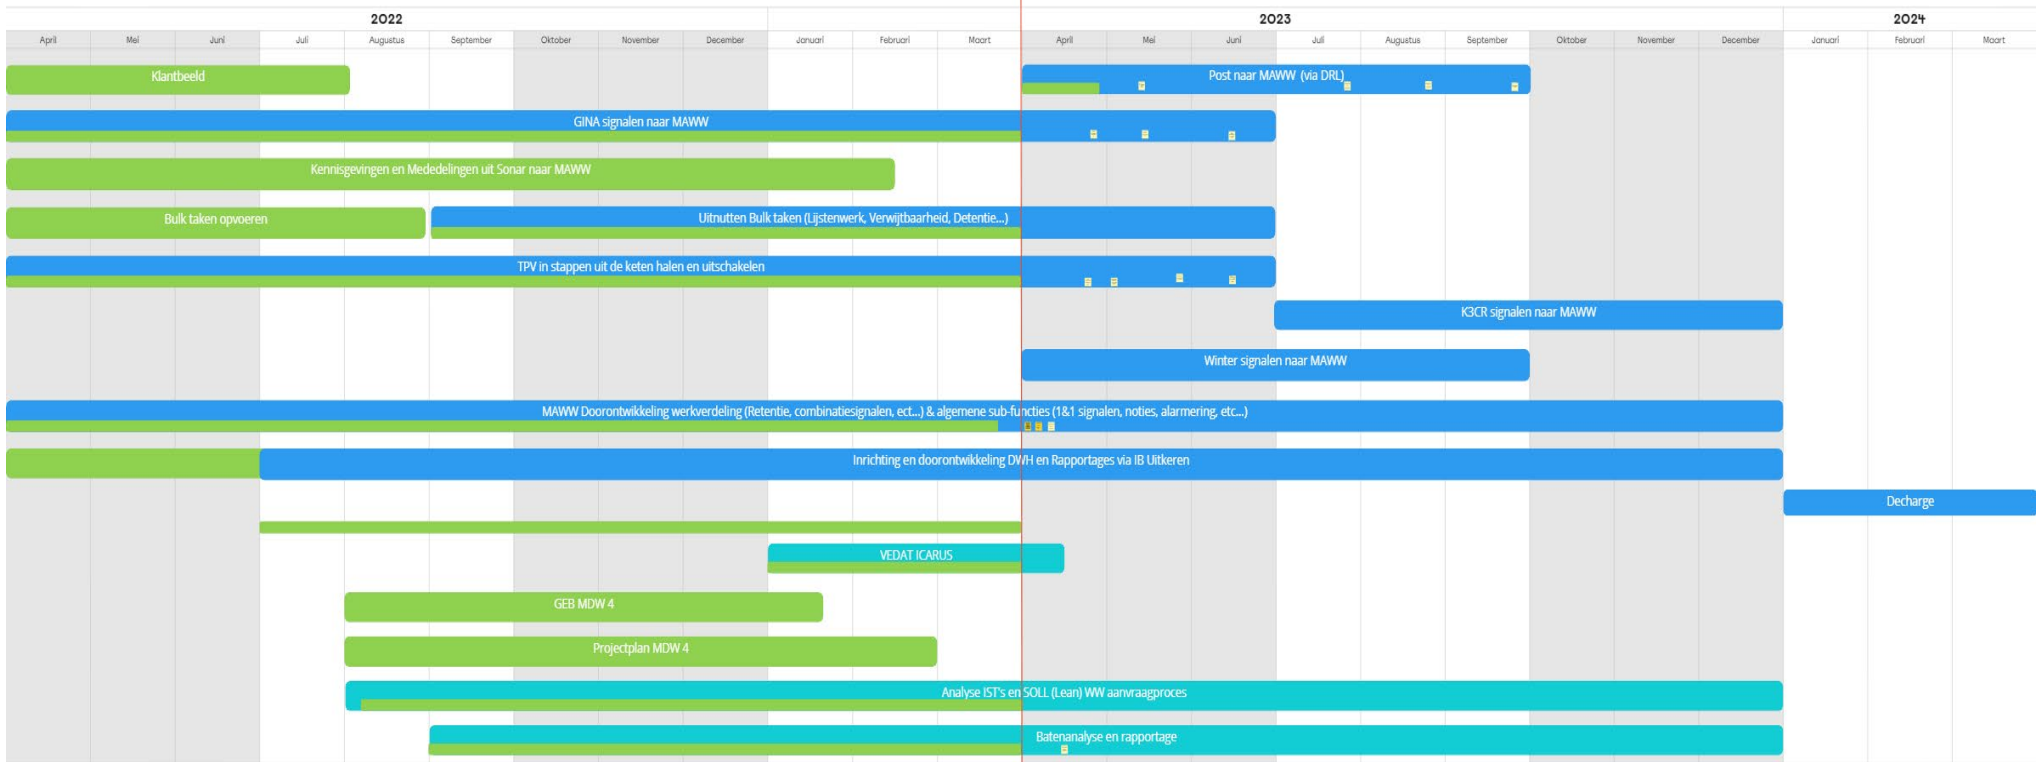 2022 2023 2024
April Mei Juni Juli Augustus September Oktober November December Januari Februari Maart April Mei Juni Juli Augustus September Oktober November December Januari Februari Maart
Klantbeeld Post naar MAWW (via DRL)
GINA signalen naar MAWW
Kennisgevingen en Mededelingen uit Sonar naar MAWW
Bulk taken opvoeren Uitnutten Bulk taken (Lijstenwerk, Verwijtbaarheid, Detentie...)
TPV in stappen uit de keten halen en uitschakelen
K3CR signalen naar MAWW
Winter signalen naar MAWW
MAWW Doorontwikkeling werkverdeling (Retentie, combinatiesignalen, ect...) & algemene sub-functies (1&1 signalen, noties, alarmering, etc...)
Inrichting en doorontwikkeling DWH en Rapportages via IB Uitkeren
Decharge
VEDAT ICARUS
GEB MDW 4
Projectplan MDW 4
Analyse IST's en SOLL (Lean) WW aanvraagproces
Batenanalyse en rapportage